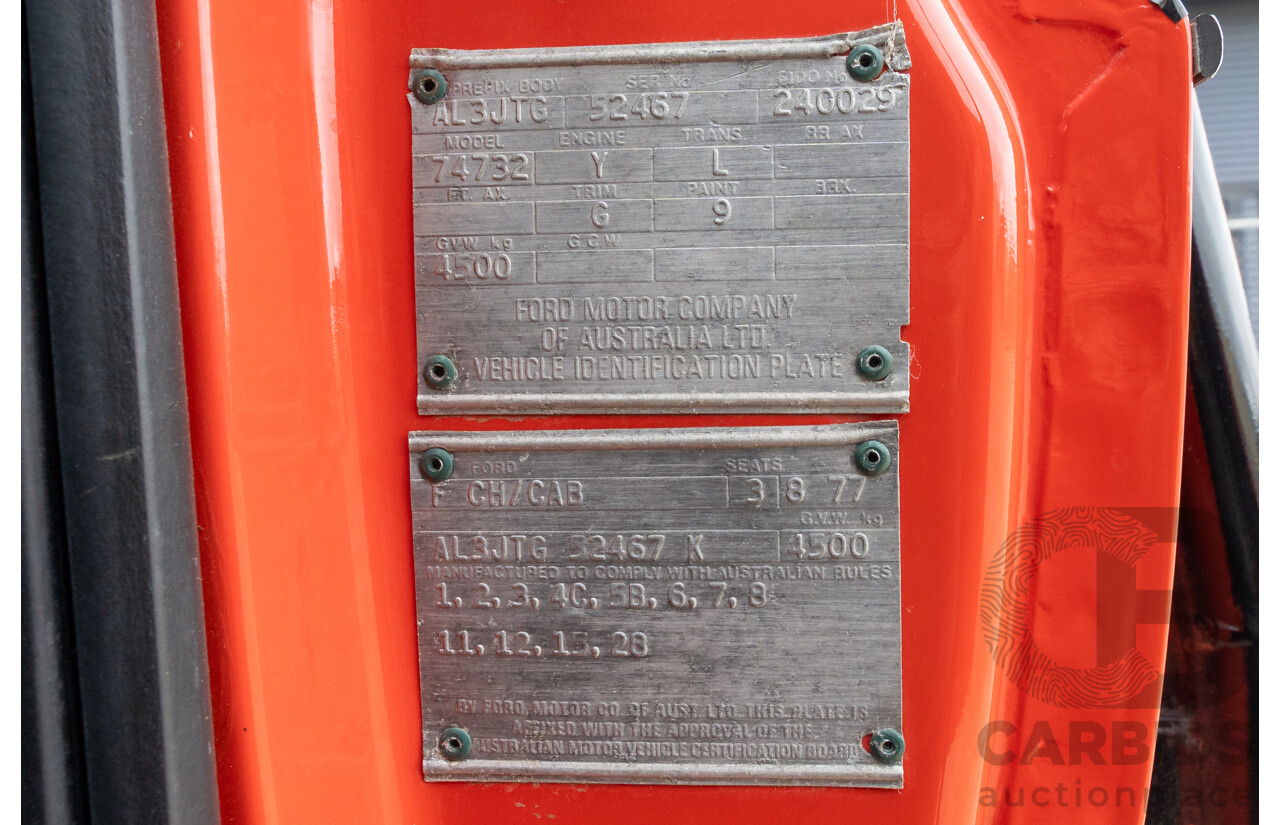 PREFIX BODY SER No SIDO No
AL3JTG 52467 240029
MODEL ENGINE TRANS. RR AX
74732 Y L
FT. AX. TRIM PAINT BRK.
G 9
GVW kg G.C.W
4500
FORD MOTOR COMPANY
OF AUSTRALIA LTD.
VEHICLE IDENTIFICATION PLATE
FORD SEATS
F CH/CAB 3 8 77
G.V.W. kg
AL3JTG 52467 K 4500
MANUFACTURED TO COMPLY WITH AUSTRALIAN RULES
1, 2, 3, 4C, 5B, 6, 7, 8
11, 12, 15, 28
BY FORD, MOTOR CO. OF AUST. LTD. THIS PLATE IS
AFFIXED WITH THE APPROVAL OF THE
AUSTRALIAN MOTOR VEHICLE CERTIFICATION BOARD
CARBIDS
auctionplace